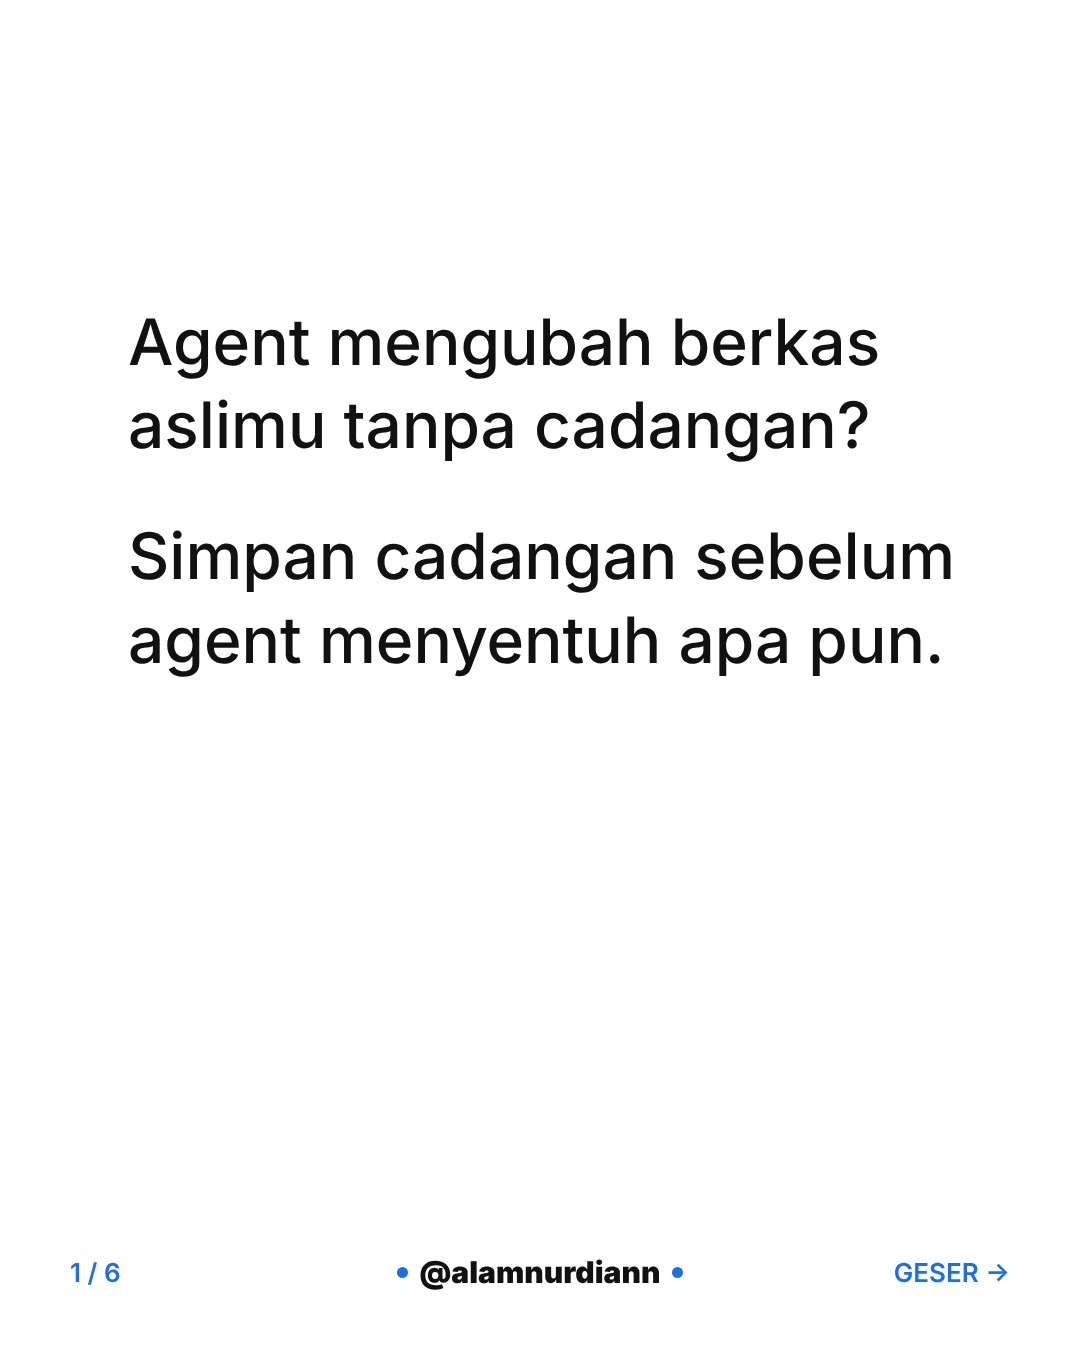 Agent mengubah berkas
aslimu tanpa cadangan?
Simpan cadangan sebelum
agent menyentuh apa pun.
1 / 6
• @alamnurdiann •
GESER →